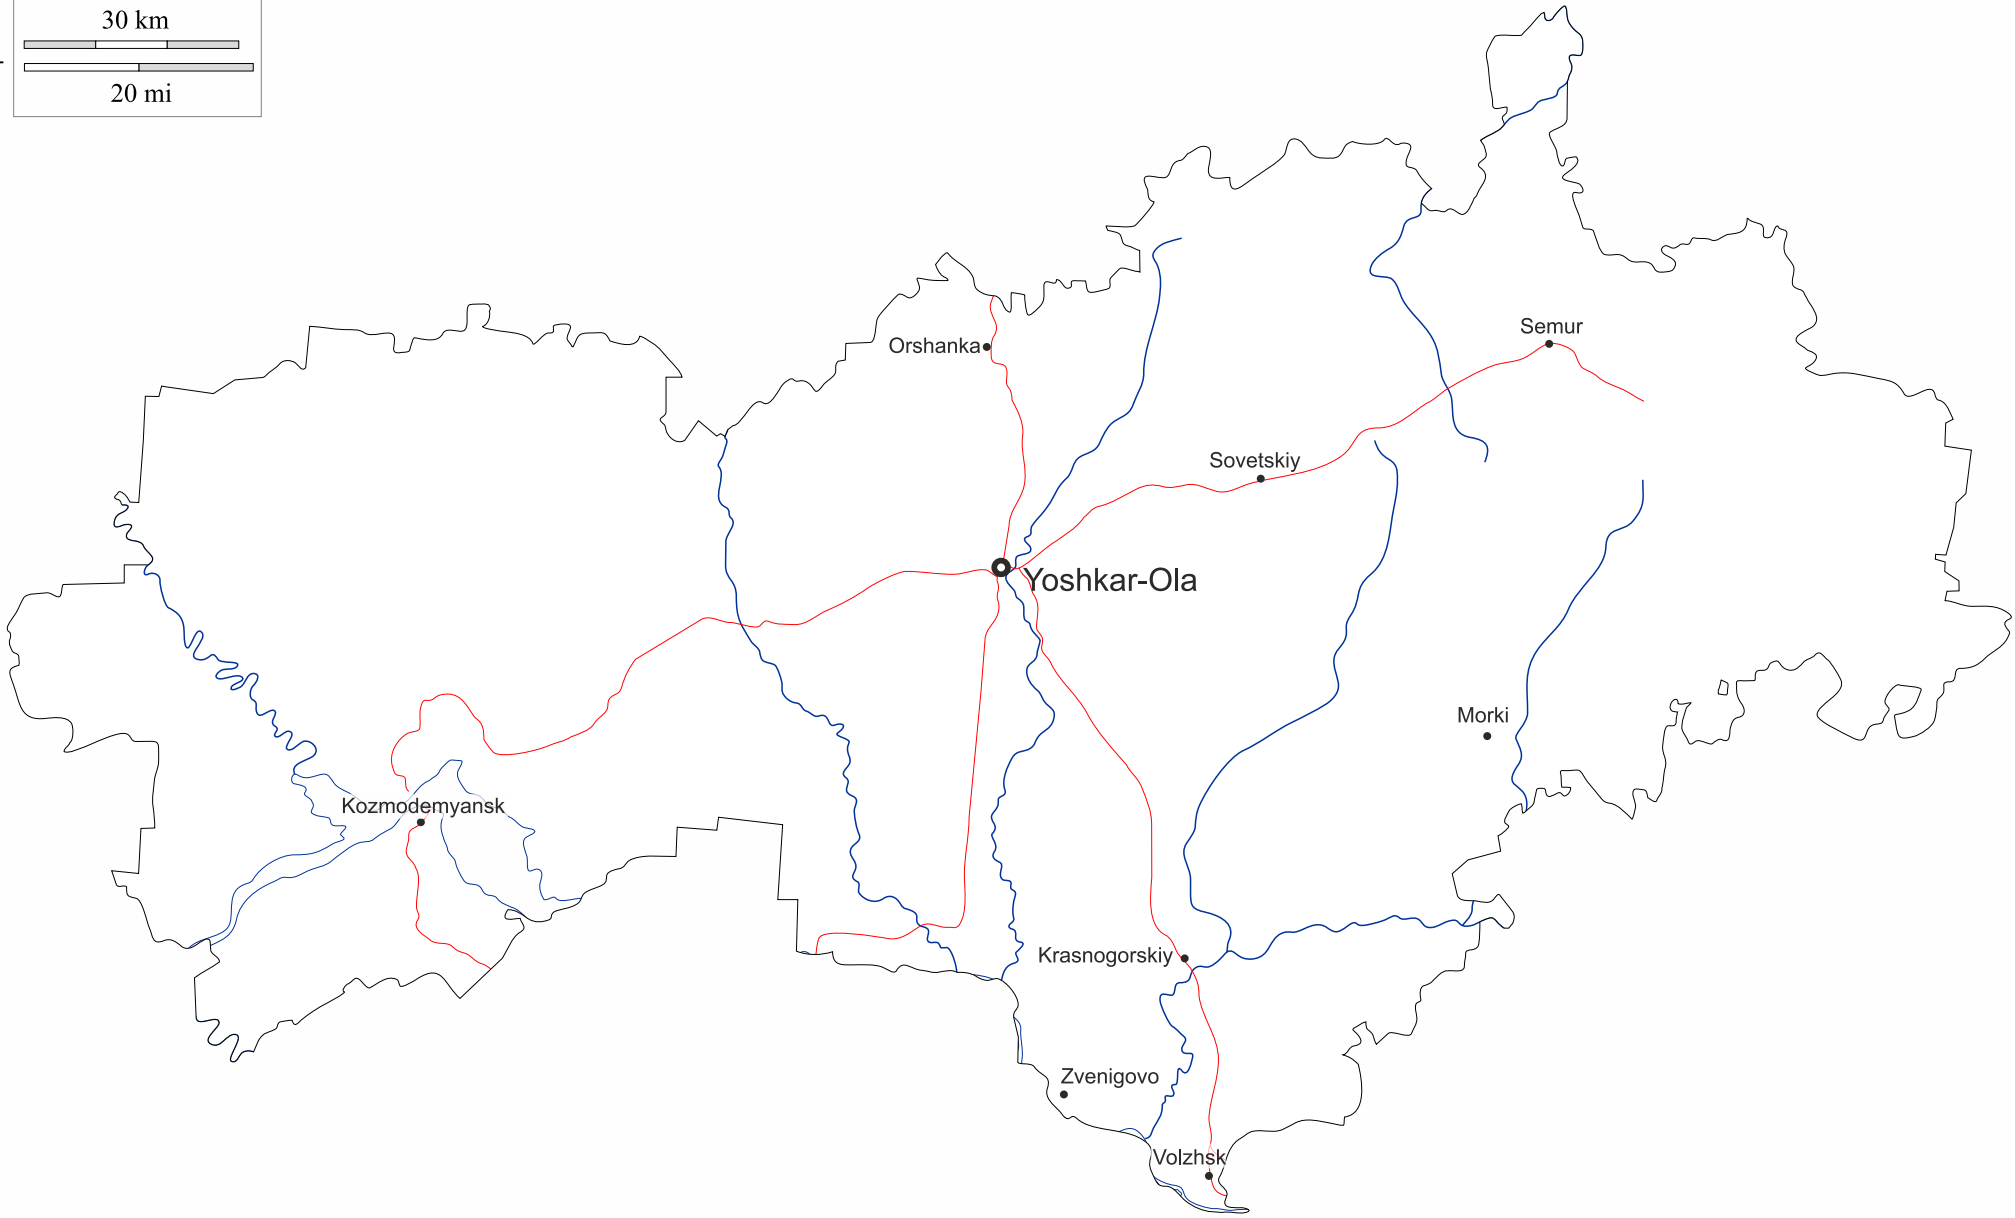 30 km
20 mi
Semur
Orshanka
Sovetskiy
Yoshkar-Ola
Morki
Kozmodemyansk
Krasnogorskiy
Zvenigovo
Volzhsk